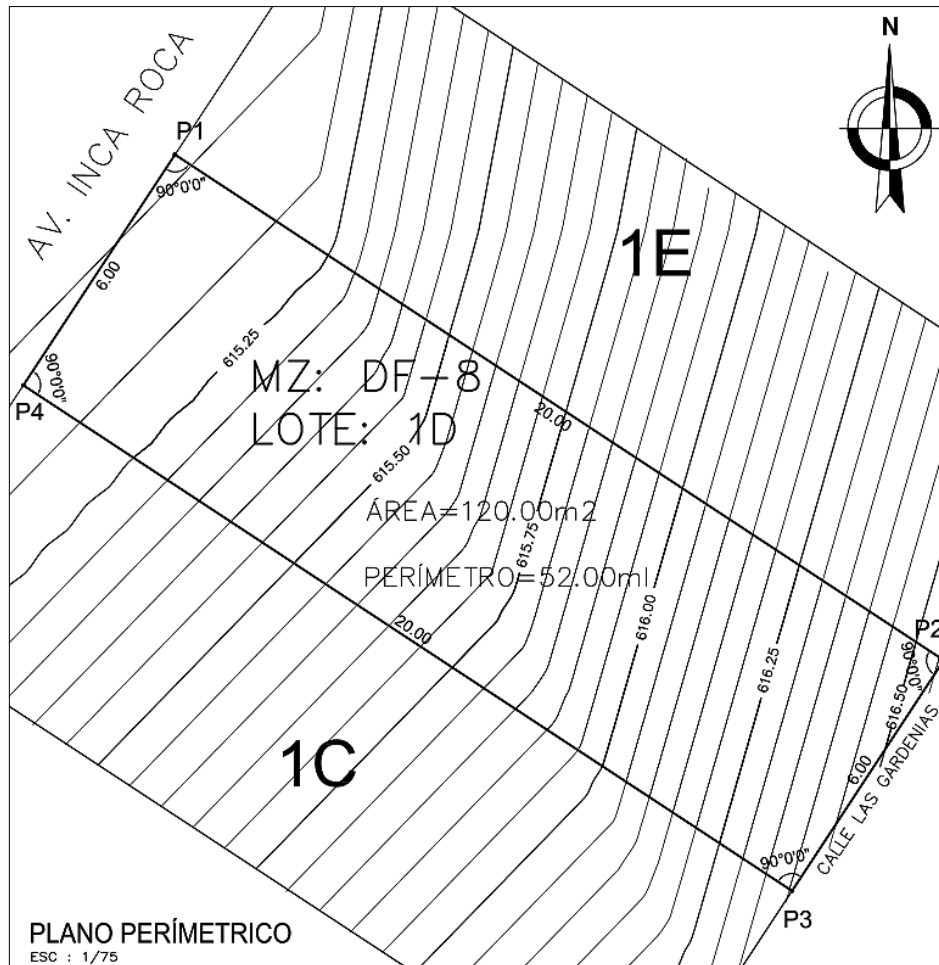 N
AV. INCA ROCA
P1
90°0'0"
1E
6.00
615.25
90°0'0"
P4
MZ: DF-8
LOTE: 1D
20.00
615.50
ÁREA=120.00m2
615.75
PERÍMETRO=52.00ml.
616.00
20.00
P2
90°0'0"
616.25
616.50
1C
6.00
CALLE LAS GARDENIAS
90°0'0"
P3
PLANO PERÍMETRICO
ESC : 1/75